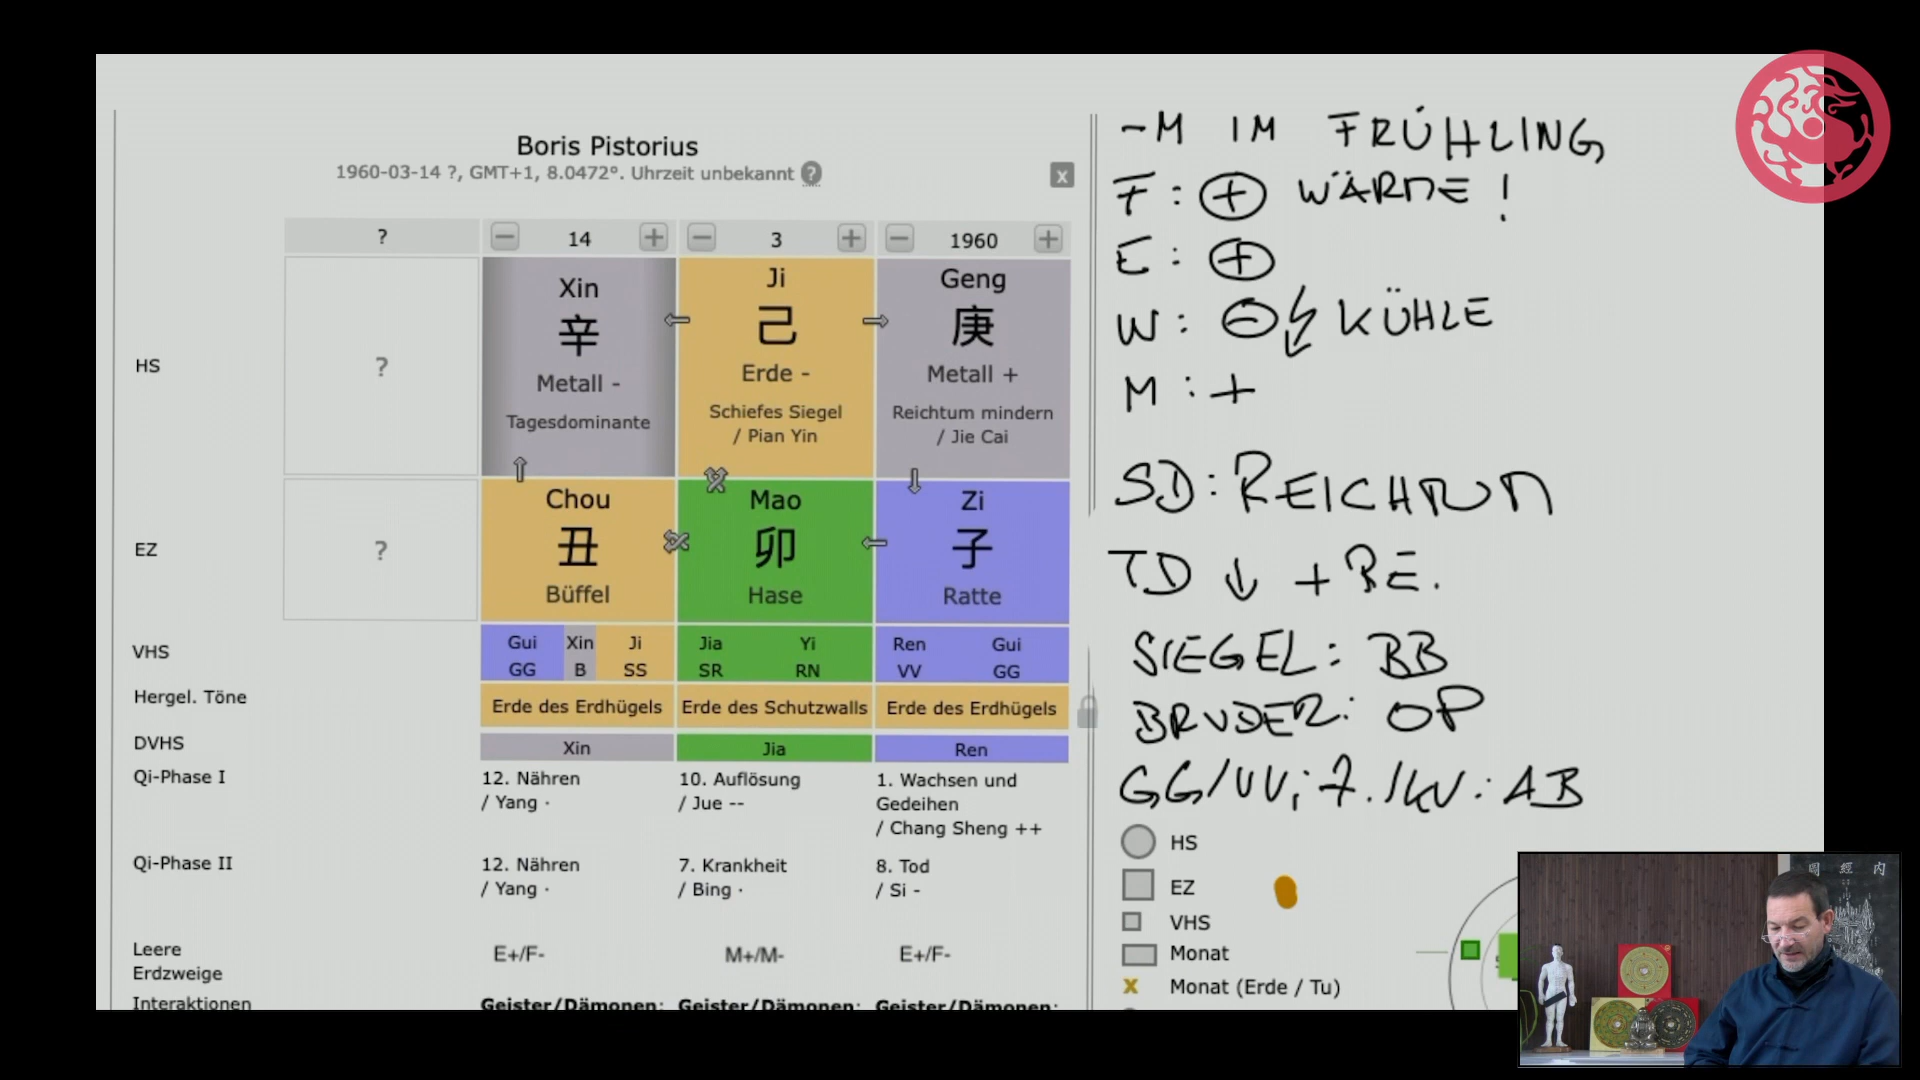 Boris Pistorius
1960-03-14 ?, GMT+1, 8.0472°. Uhrzeit unbekannt ?
x
? 14 3 1960
HS
?
Xin
辛
Metall -
Tagesdominante
Ji
己
Erde -
Schiefes Siegel
/ Pian Yin
Geng
庚
Metall +
Reichtum mindern
/ Jie Cai
EZ
?
Chou
丑
Büffel
Mao
卯
Hase
Zi
子
Ratte
VHS
Gui Xin Ji Jia Yi Ren Gui
GG B SS SR RN VV GG
Hergel. Töne Erde des Erdhügels Erde des Schutzwalls Erde des Erdhügels
DVHS Xin Jia Ren
Qi-Phase I
12. Nähren
/ Yang ·
10. Auflösung
/ Jue --
1. Wachsen und
Gedeihen
/ Chang Sheng ++
Qi-Phase II
12. Nähren
/ Yang ·
7. Krankheit
/ Bing ·
8. Tod
/ Si -
Leere
Erdzweige
E+/F- M+/M- E+/F-
Interaktionen Geister/Dämonen: Geister/Dämonen: Geister/Dämonen:
-M IM FRÜHLING
F: + WÄRME!
E: +
W: - KÜHLE
M: +
SD: REICHTUM
TD ↓ +RE.
SIEGEL: BB
BRUDER: OP
GG/VV; 7./KV: AB
HS
EZ
VHS
Monat
x Monat (Erde / Tu)
圖 經 内